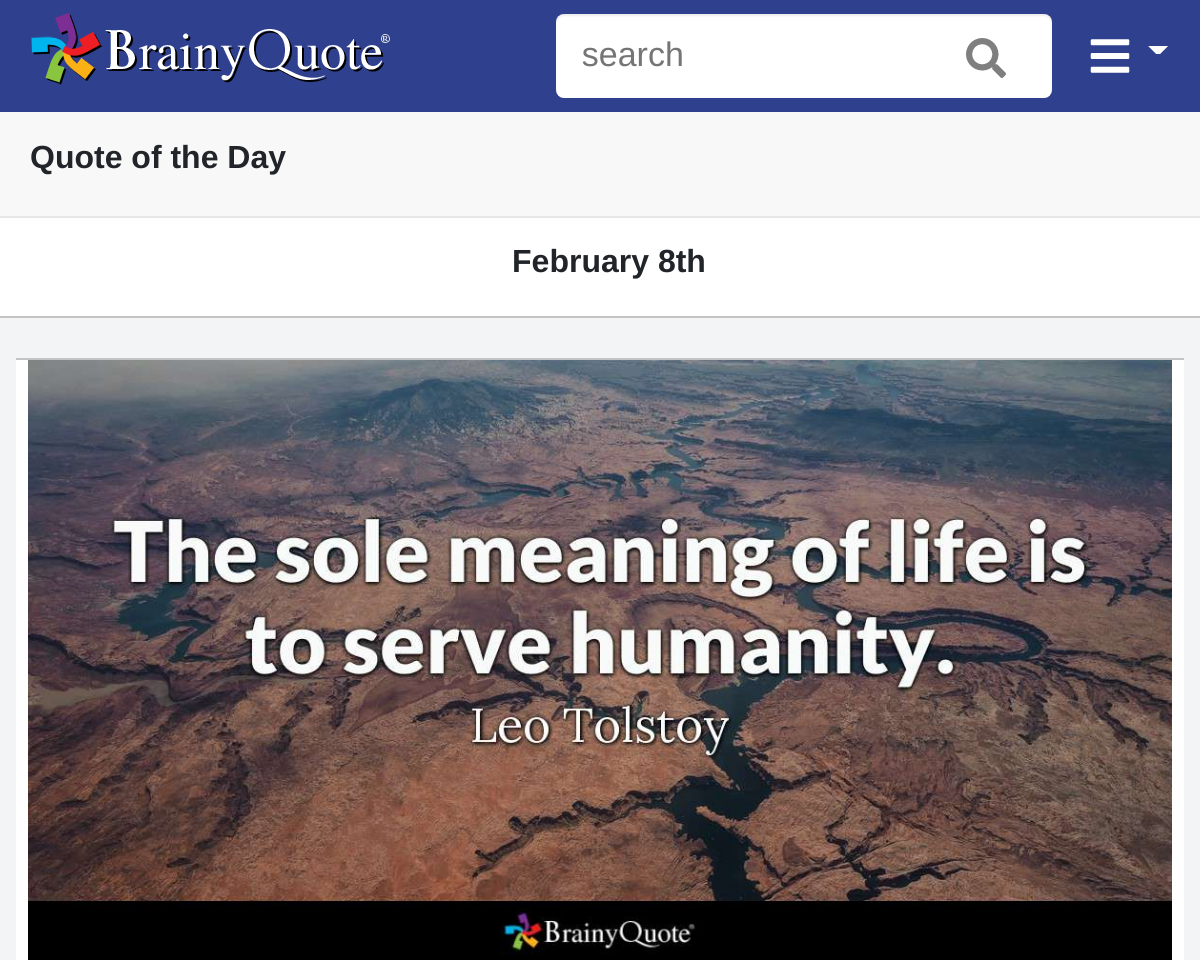 BrainyQuote®
search
Quote of the Day
February 8th
The sole meaning of life is
to serve humanity.
Leo Tolstoy
BrainyQuote®